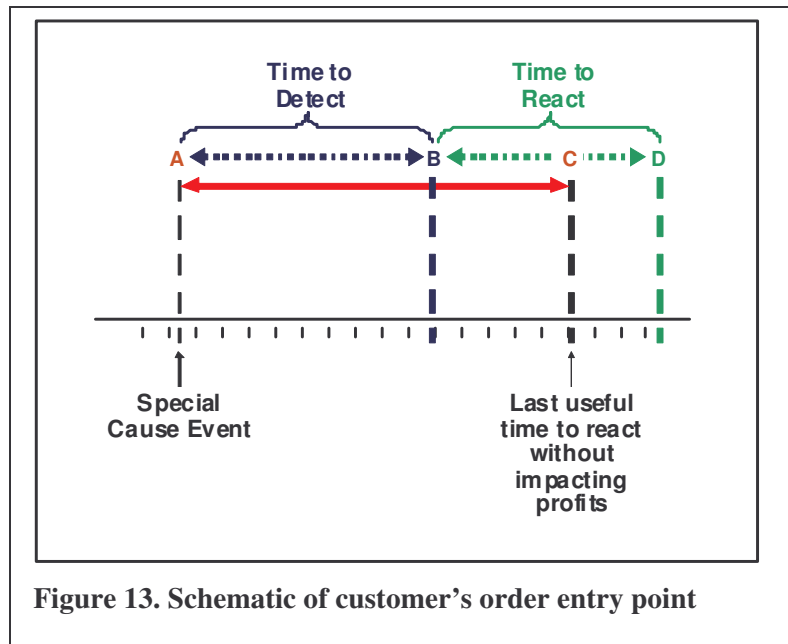 Time to
Detect
Time to
React
A
B
C
D
Special
Cause Event
Last useful
time to react
without
impacting
profits
Figure 13. Schematic of customer's order entry point